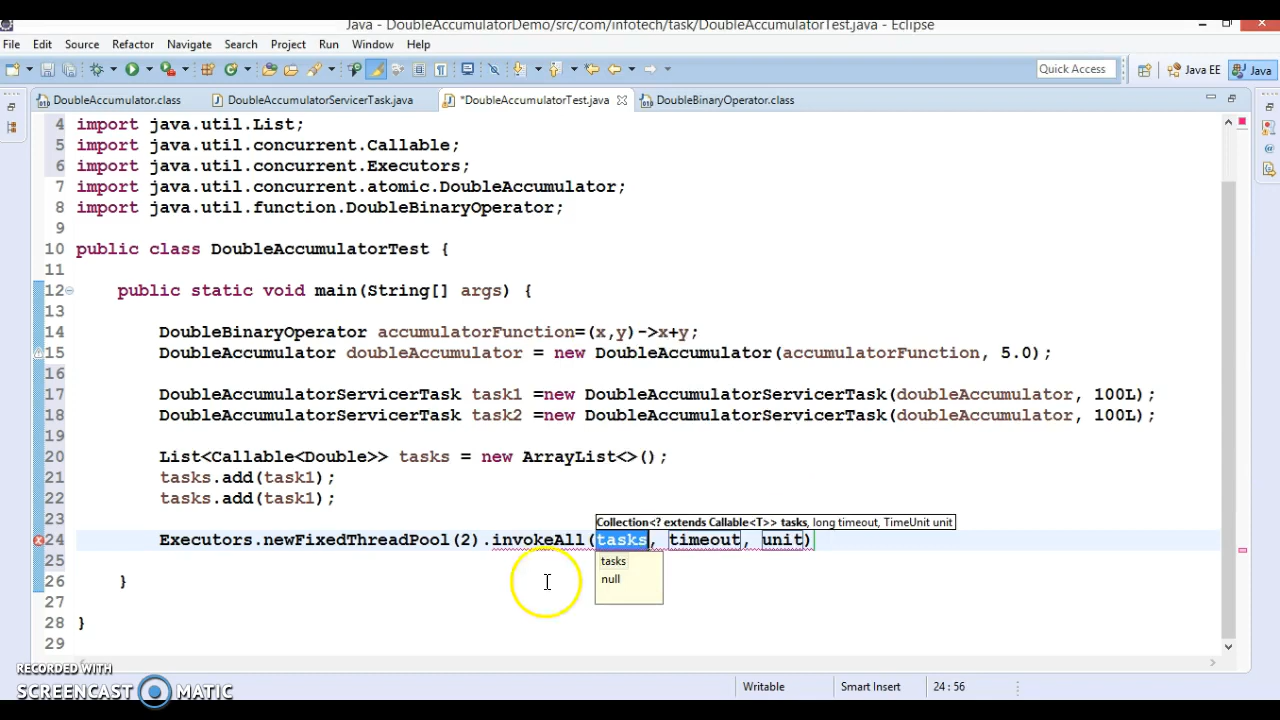 Java - DoubleAccumulatorDemo/src/com/infotech/task/DoubleAccumulatorTest.java - Eclipse
File Edit Source Refactor Navigate Search Project Run Window Help
Quick Access Java EE Java
DoubleAccumulator.class DoubleAccumulatorServicerTask.java *DoubleAccumulatorTest.java DoubleBinaryOperator.class
4 import java.util.List;
5 import java.util.concurrent.Callable;
6 import java.util.concurrent.Executors;
7 import java.util.concurrent.atomic.DoubleAccumulator;
8 import java.util.function.DoubleBinaryOperator;
9
10 public class DoubleAccumulatorTest {
11
12 public static void main(String[] args) {
13
14 DoubleBinaryOperator accumulatorFunction=(x,y)->x+y;
15 DoubleAccumulator doubleAccumulator = new DoubleAccumulator(accumulatorFunction, 5.0);
16
17 DoubleAccumulatorServicerTask task1 =new DoubleAccumulatorServicerTask(doubleAccumulator, 100L);
18 DoubleAccumulatorServicerTask task2 =new DoubleAccumulatorServicerTask(doubleAccumulator, 100L);
19
20 List<Callable<Double>> tasks = new ArrayList<>();
21 tasks.add(task1);
22 tasks.add(task2);
23
Collection<? extends Callable<T>> tasks, long timeout, TimeUnit unit
24 Executors.newFixedThreadPool(2).invokeAll(tasks, timeout, unit)
25
tasks
null
26 }
27
28 }
29
RECORDED WITH
SCREENCAST MATIC
Writable Smart Insert 24 : 56